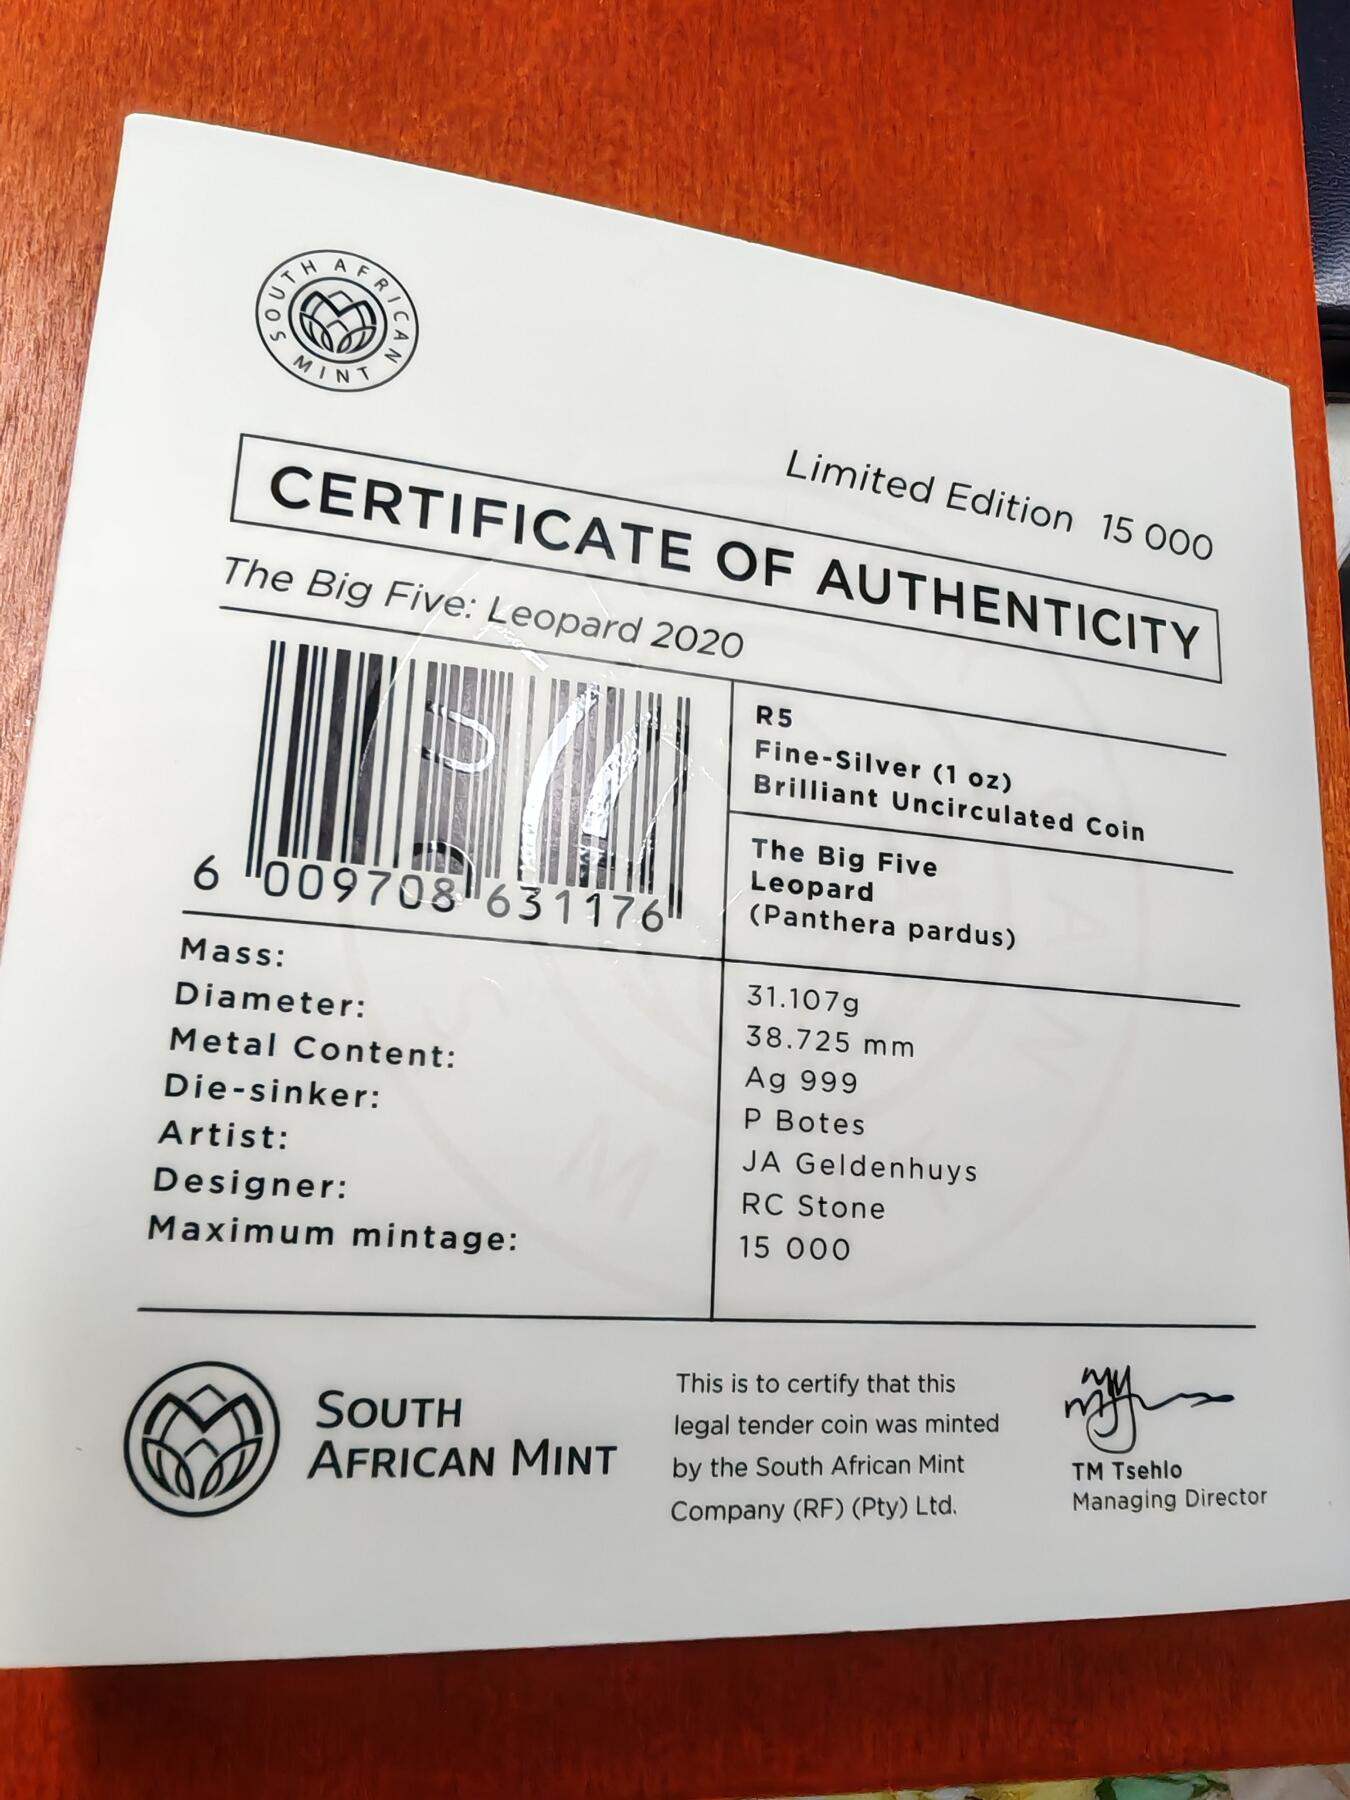 SOUTH AFRICAN MINT
Limited Edition 15 000
CERTIFICATE OF AUTHENTICITY
The Big Five: Leopard 2020
6 009708 631176
R5
Fine-Silver (1 oz)
Brilliant Uncirculated Coin
The Big Five
Leopard
(Panthera pardus)
Mass: 31.107g
Diameter: 38.725 mm
Metal Content: Ag 999
Die-sinker: P Botes
Artist: JA Geldenhuys
Designer: RC Stone
Maximum mintage: 15 000
SOUTH
AFRICAN MINT
This is to certify that this
legal tender coin was minted
by the South African Mint
Company (RF) (Pty) Ltd.
TM Tsehlo
Managing Director